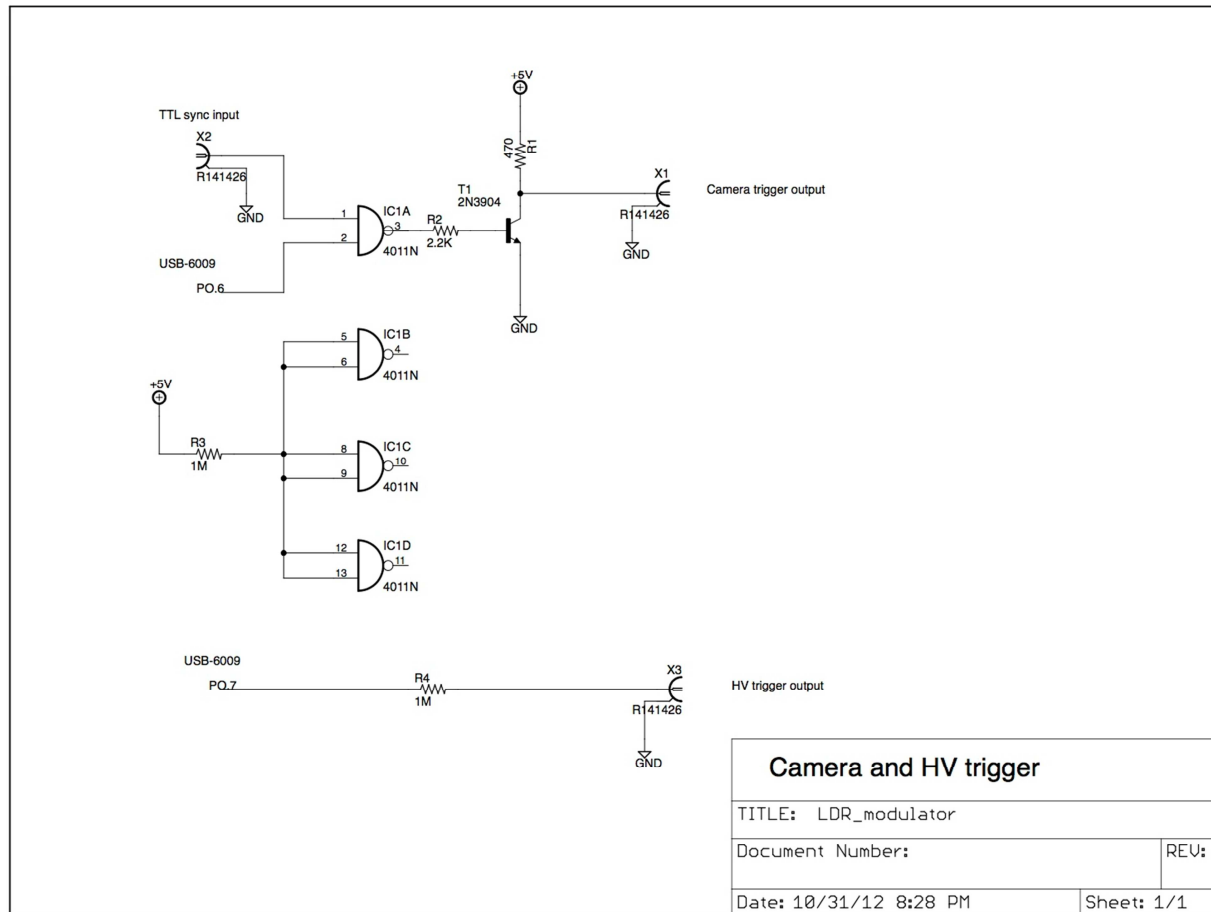 +5V
TTL sync input
X2
R141426
GND
470
R1
X1
Camera trigger output
R141426
GND
T1
2N3904
1
2
IC1A
3
4011N
R2
2.2K
USB-6009
PO.6
GND
5
6
IC1B
4
4011N
+5V
R3
1M
8
9
IC1C
10
4011N
12
13
IC1D
11
4011N
USB-6009
PO.7
R4
1M
X3
R141426
HV trigger output
GND
Camera and HV trigger
TITLE: LDR_modulator
Document Number:
REV:
Date: 10/31/12 8:28 PM
Sheet: 1/1